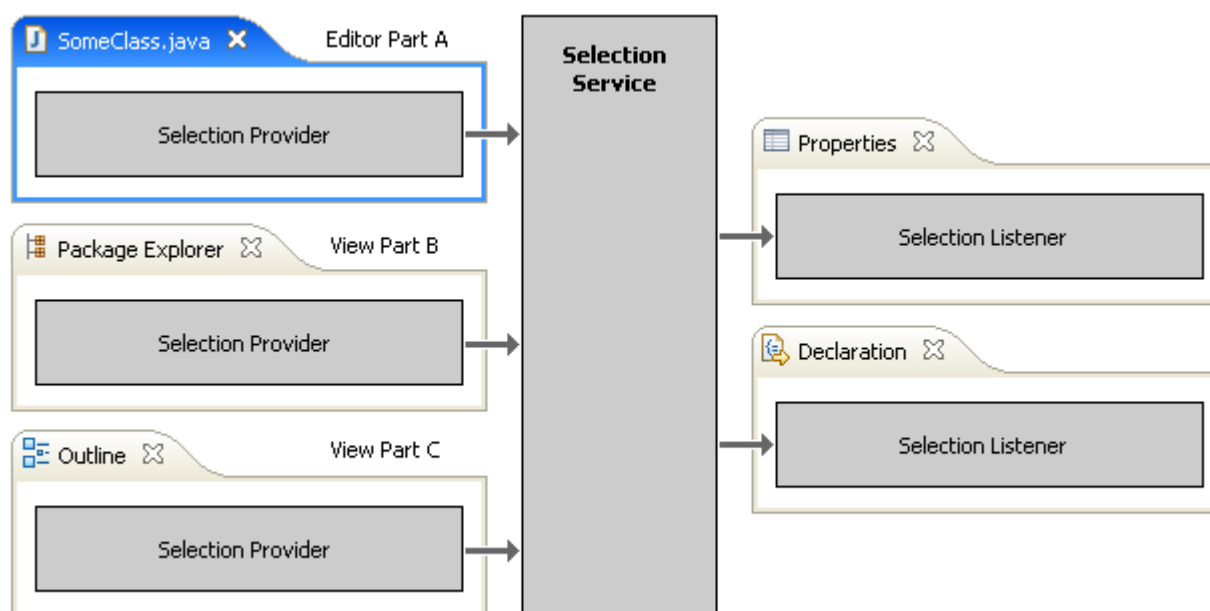 SomeClass.java
Editor Part A
Selection Provider
Package Explorer
View Part B
Selection Provider
Outline
View Part C
Selection Provider
Selection
Service
Properties
Selection Listener
Declaration
Selection Listener